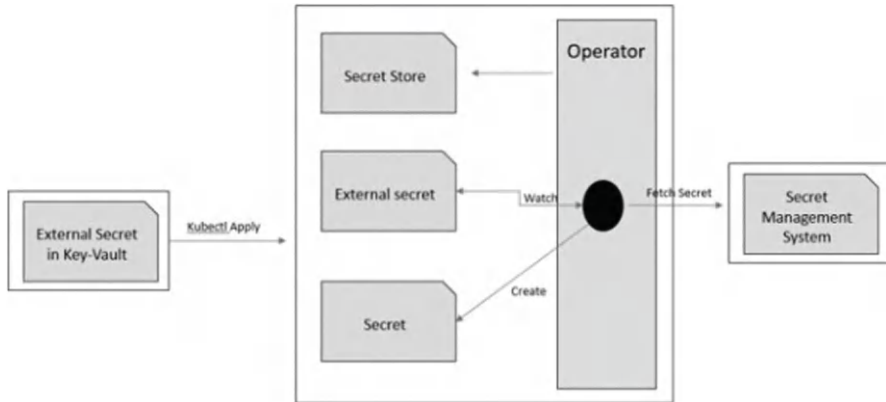 Secret Store
Operator
External secret
Watch
Fetch Secret
External Secret
in Key-Vault
Kubectl Apply
Secret
Management
System
Create
Secret